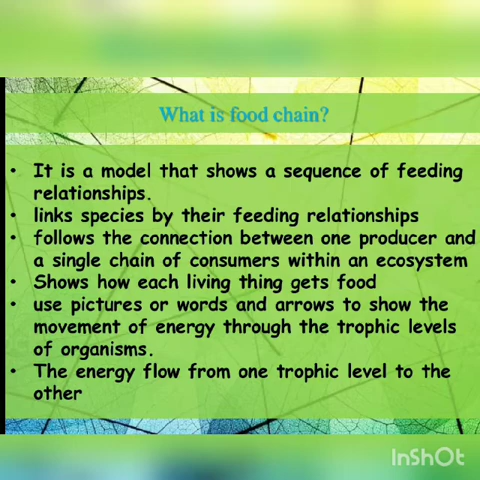 What is food chain?
• It is a model that shows a sequence of feeding
relationships.
• links species by their feeding relationships
• follows the connection between one producer and
a single chain of consumers within an ecosystem
• Shows how each living thing gets food
• use pictures or words and arrows to show the
movement of energy through the trophic levels
of organisms.
• The energy flow from one trophic level to the
other
InShOt